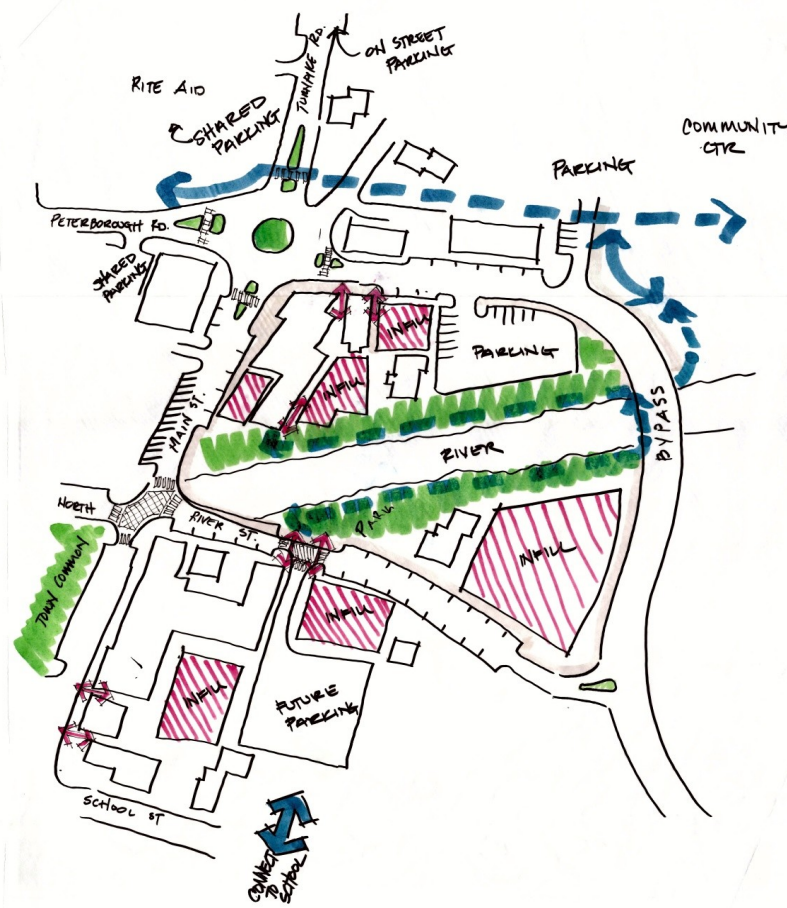 ON STREET
PARKING
TURNPIKE RD.
RITE AID
SHARED
PARKING
COMMUNITY
CTR
PARKING
PETERBOROUGH RD.
SHARED
PARKING
INFILL
PARKING
INFILL
MAIN ST.
BYPASS
RIVER
NORTH
RIVER ST.
PARK
INFILL
TOWN COMMON
INFILL
INFILL
FUTURE
PARKING
SCHOOL ST
CONNECT
TO
SCHOOL